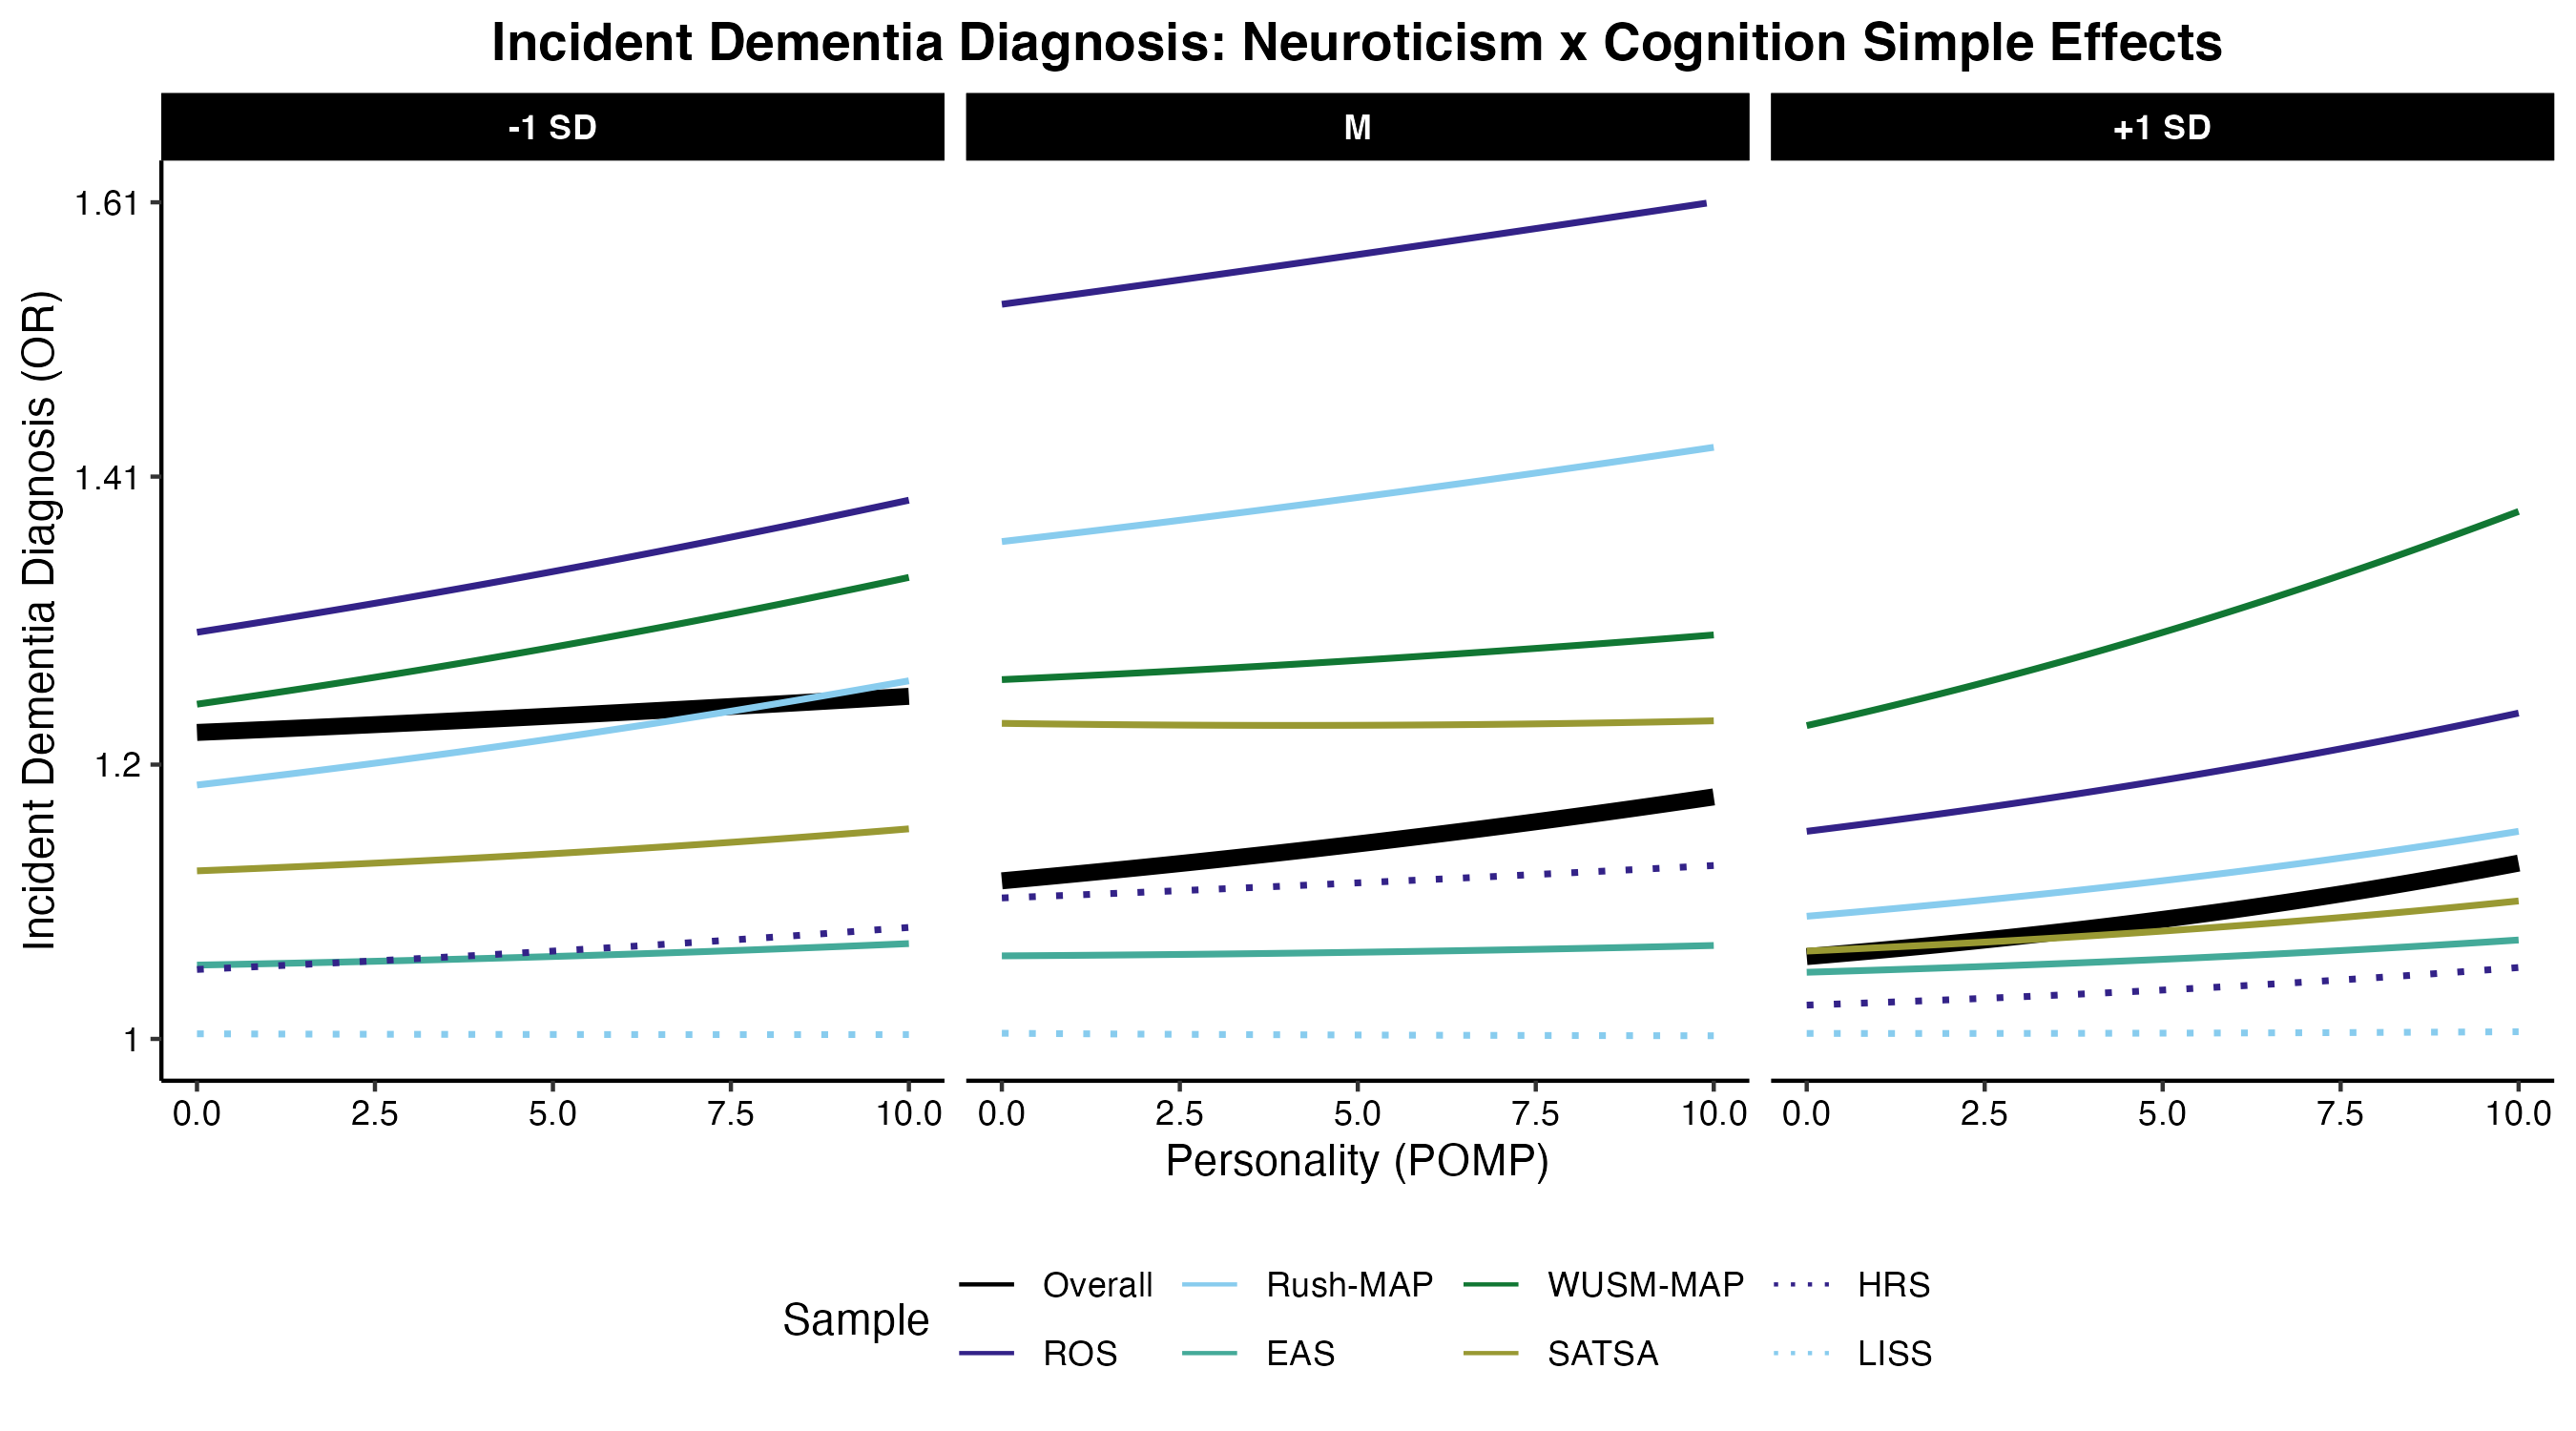 Incident Dementia Diagnosis: Neuroticism x Cognition Simple Effects
-1 SD
M
+1 SD
Incident Dementia Diagnosis (OR)
1.61
1.41
1.2
1
0.0 2.5 5.0 7.5 10.0
0.0 2.5 5.0 7.5 10.0
0.0 2.5 5.0 7.5 10.0
Personality (POMP)
Sample
Overall Rush-MAP WUSM-MAP HRS
ROS EAS SATSA LISS